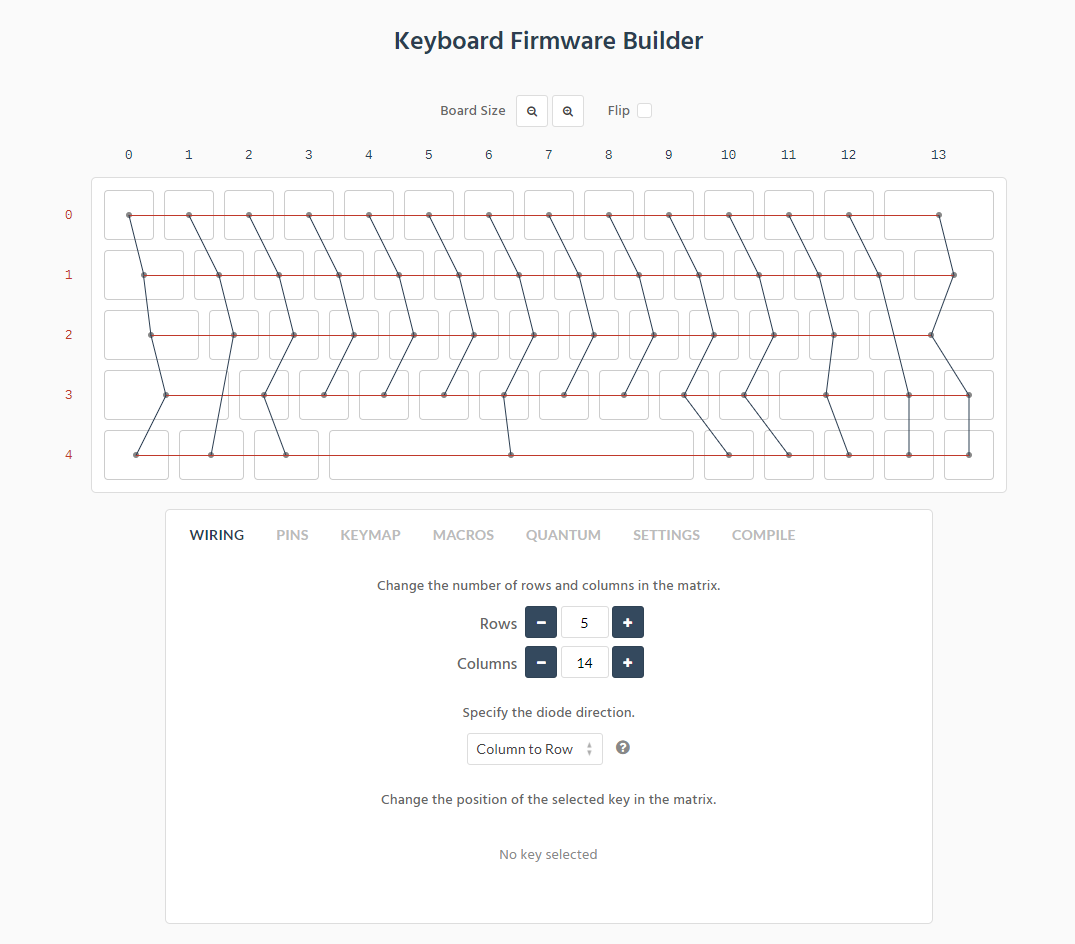 Keyboard Firmware Builder
Board Size Flip
0 1 2 3 4 5 6 7 8 9 10 11 12 13
0
1
2
3
4
WIRING PINS KEYMAP MACROS QUANTUM SETTINGS COMPILE
Change the number of rows and columns in the matrix.
Rows − 5 +
Columns − 14 +
Specify the diode direction.
Column to Row ?
Change the position of the selected key in the matrix.
No key selected